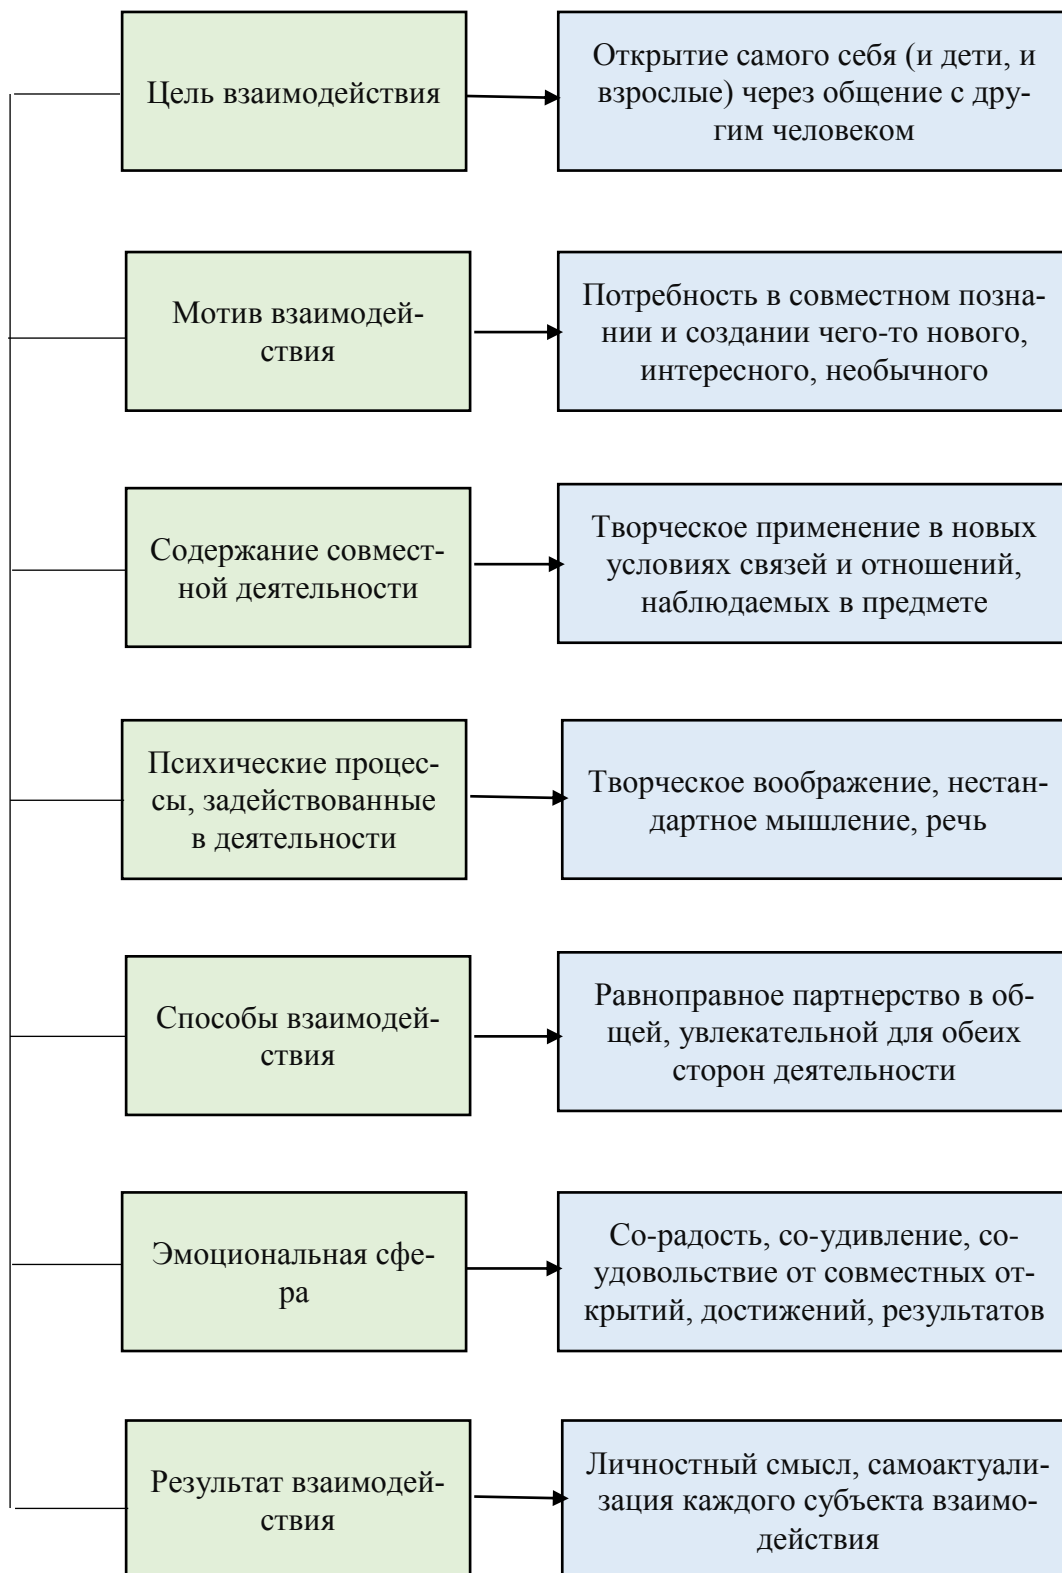 Цель взаимодействия
Открытие самого себя (и дети, и
взрослые) через общение с дру-
гим человеком
Мотив взаимодей-
ствия
Потребность в совместном позна-
нии и создании чего-то нового,
интересного, необычного
Содержание совмест-
ной деятельности
Творческое применение в новых
условиях связей и отношений,
наблюдаемых в предмете
Психические процес-
сы, задействованные
в деятельности
Творческое воображение, нестан-
дартное мышление, речь
Способы взаимодей-
ствия
Равноправное партнерство в об-
щей, увлекательной для обеих
сторон деятельности
Эмоциональная сфе-
ра
Со-радость, со-удивление, со-
удовольствие от совместных от-
крытий, достижений, результатов
Результат взаимодей-
ствия
Личностный смысл, самоактуали-
зация каждого субъекта взаимо-
действия